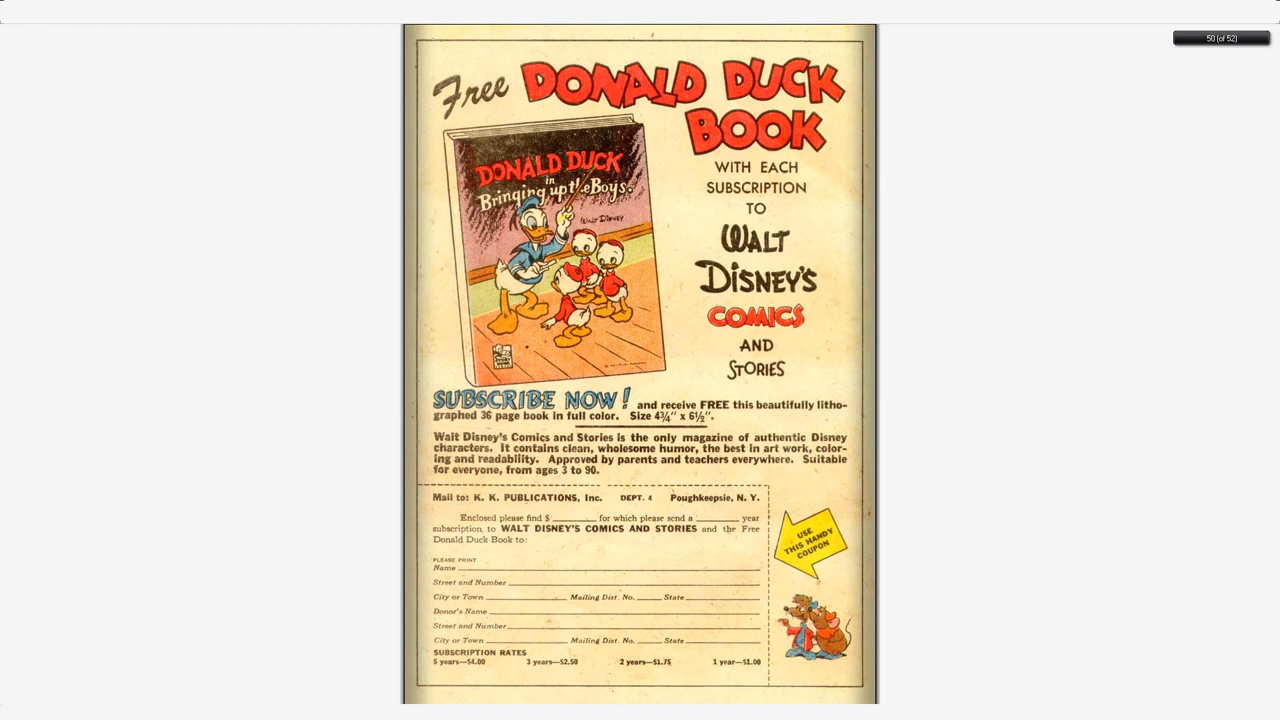 50 (of 52)
Free DONALD DUCK
BOOK
DONALD DUCK
in
Bringing up the Boys.
Walt Disney
WITH EACH
SUBSCRIPTION
TO
WALT
DISNEY'S
COMICS
AND
STORIES
SUBSCRIBE NOW! and receive FREE this beautifully litho-
graphed 36 page book in full color. Size 4¾" x 6½".
Walt Disney's Comics and Stories is the only magazine of authentic Disney
characters. It contains clean, wholesome humor, the best in art work, color-
ing and readability. Approved by parents and teachers everywhere. Suitable
for everyone, from ages 3 to 90.
Mail to: K. K. PUBLICATIONS, Inc. DEPT. 4 Poughkeepsie, N. Y.
Enclosed please find $ ________ for which please send a ________ year
subscription to WALT DISNEY'S COMICS AND STORIES and the Free
Donald Duck Book to:
PLEASE PRINT
Name
Street and Number
City or Town Mailing Dist. No. State
Donor's Name
Street and Number
City or Town Mailing Dist. No. State
SUBSCRIPTION RATES
5 years—$4.00 3 years—$2.50 2 years—$1.75 1 year—$1.00
USE
THIS HANDY
COUPON